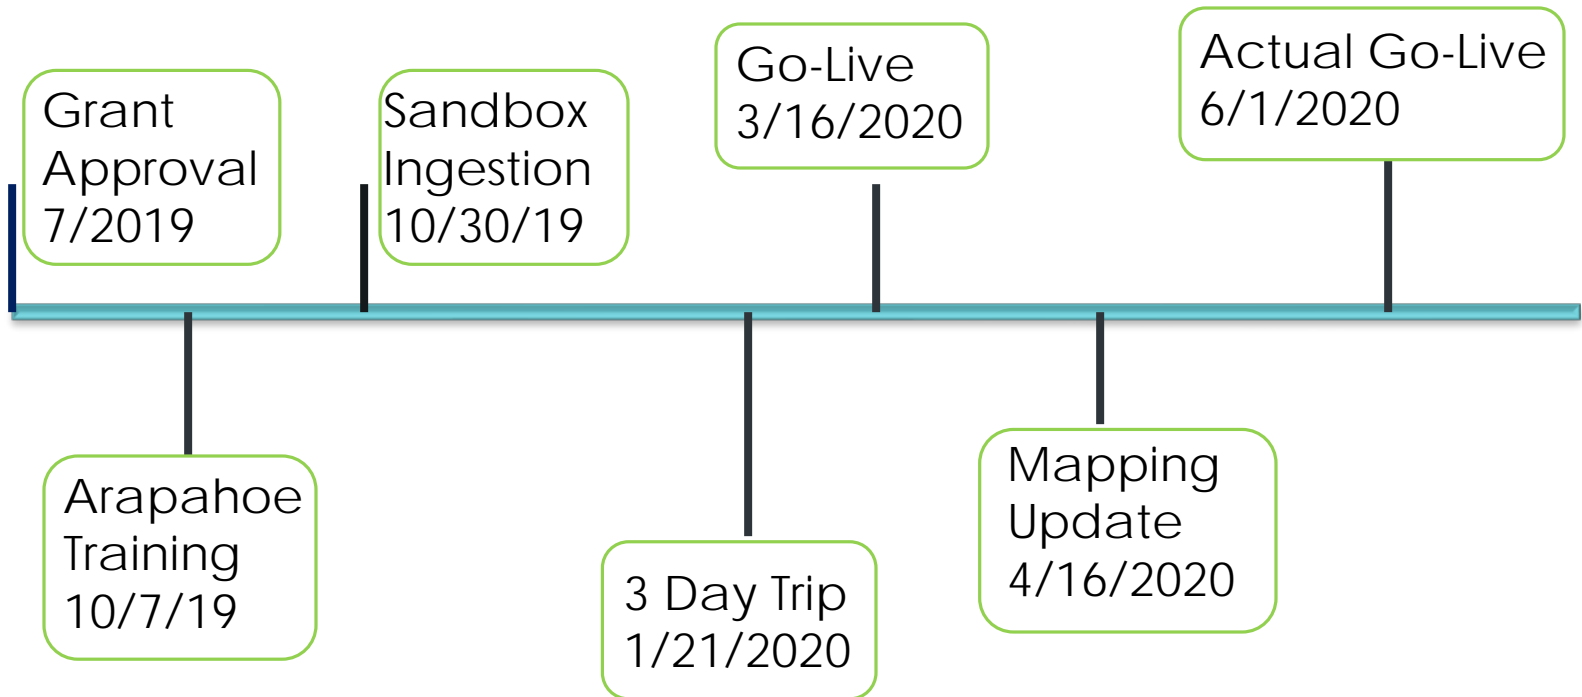 Grant
Approval
7/2019
Sandbox
Ingestion
10/30/19
Go-Live
3/16/2020
Actual Go-Live
6/1/2020
Arapahoe
Training
10/7/19
3 Day Trip
1/21/2020
Mapping
Update
4/16/2020